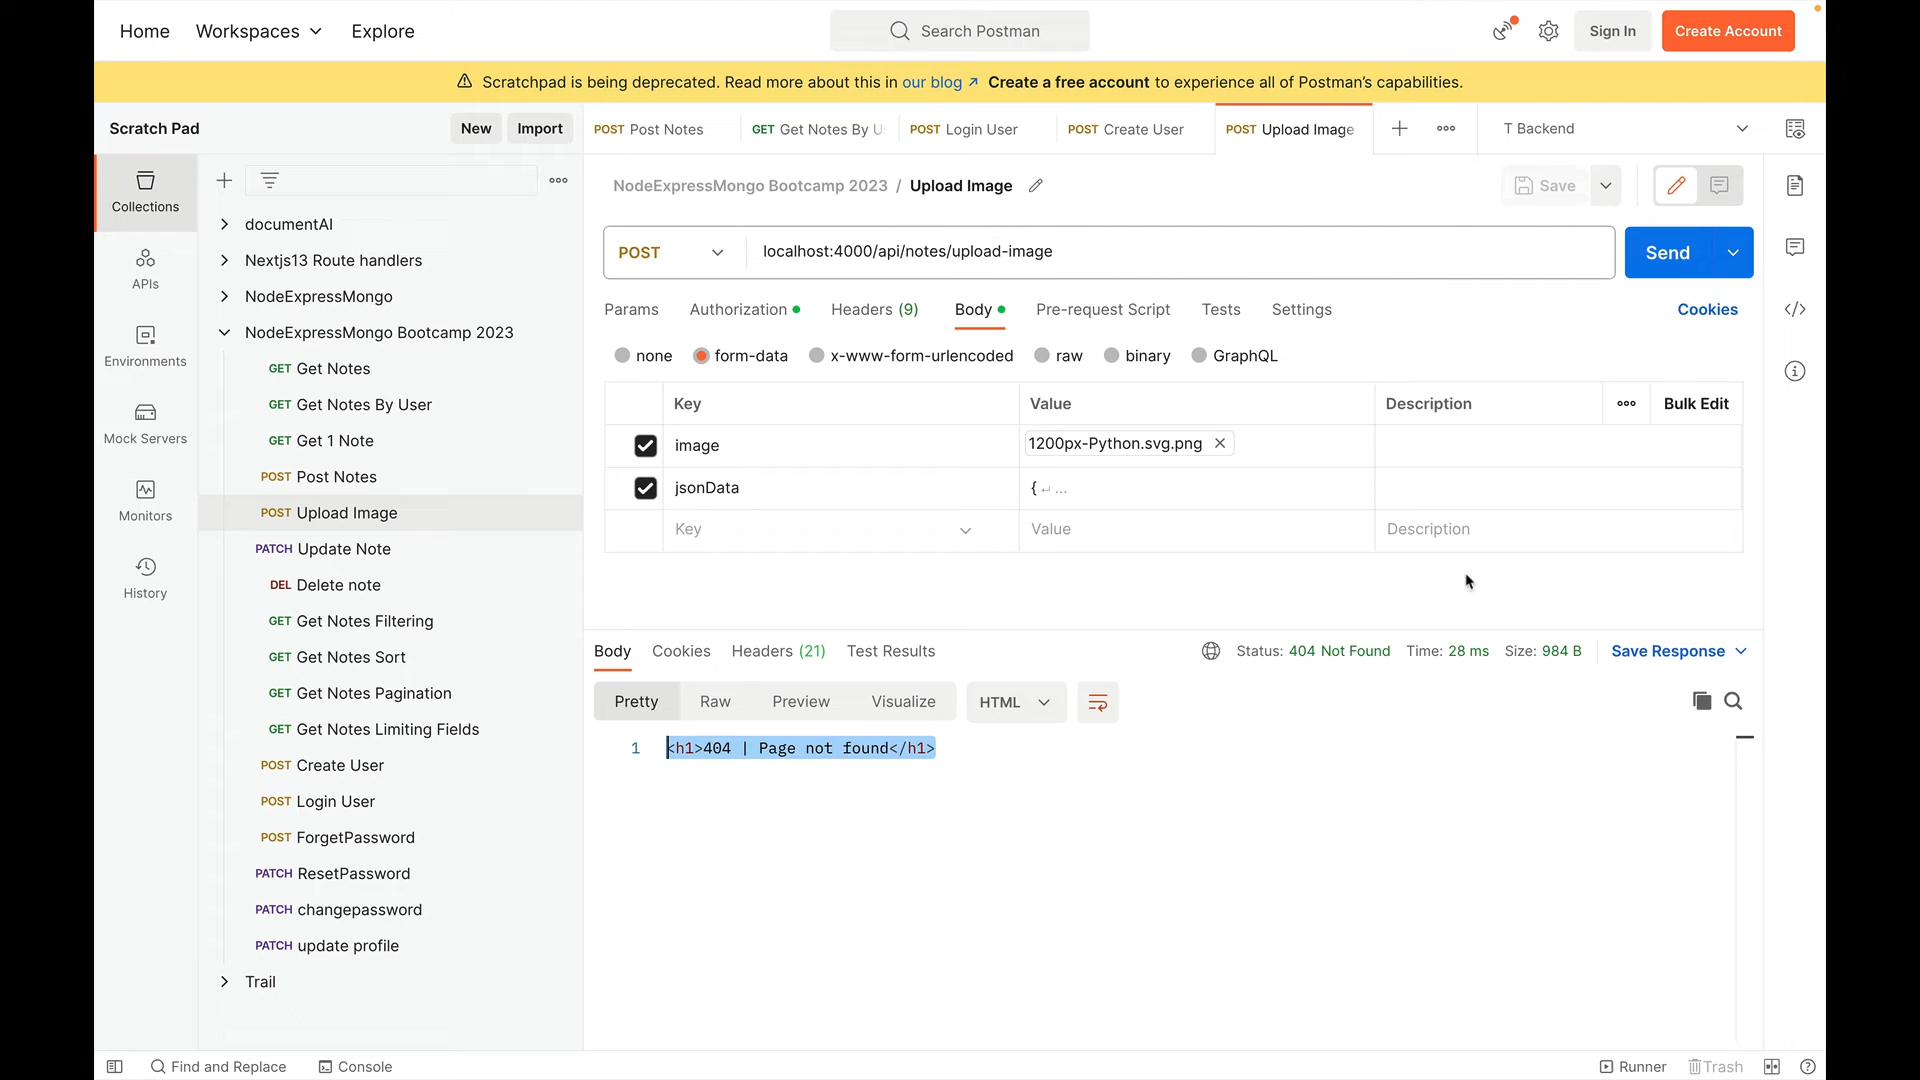 Home Workspaces Explore Search Postman Sign In Create Account
Scratchpad is being deprecated. Read more about this in our blog ↗ Create a free account to experience all of Postman's capabilities.
Scratch Pad New Import
POST Post Notes GET Get Notes By U POST Login User POST Create User POST Upload Image T Backend
Collections
APIs
Environments
Mock Servers
Monitors
History
documentAI
Nextjs13 Route handlers
NodeExpressMongo
NodeExpressMongo Bootcamp 2023
GET Get Notes
GET Get Notes By User
GET Get 1 Note
POST Post Notes
POST Upload Image
PATCH Update Note
DEL Delete note
GET Get Notes Filtering
GET Get Notes Sort
GET Get Notes Pagination
GET Get Notes Limiting Fields
POST Create User
POST Login User
POST ForgetPassword
PATCH ResetPassword
PATCH changepassword
PATCH update profile
Trail
NodeExpressMongo Bootcamp 2023 / Upload Image Save
POST localhost:4000/api/notes/upload-image Send
Params Authorization Headers (9) Body Pre-request Script Tests Settings Cookies
none form-data x-www-form-urlencoded raw binary GraphQL
Key Value Description Bulk Edit
image 1200px-Python.svg.png
jsonData { ↵ ...
Key Value Description
Body Cookies Headers (21) Test Results Status: 404 Not Found Time: 28 ms Size: 984 B Save Response
Pretty Raw Preview Visualize HTML
1 <h1>404 | Page not found</h1>
Find and Replace Console Runner Trash